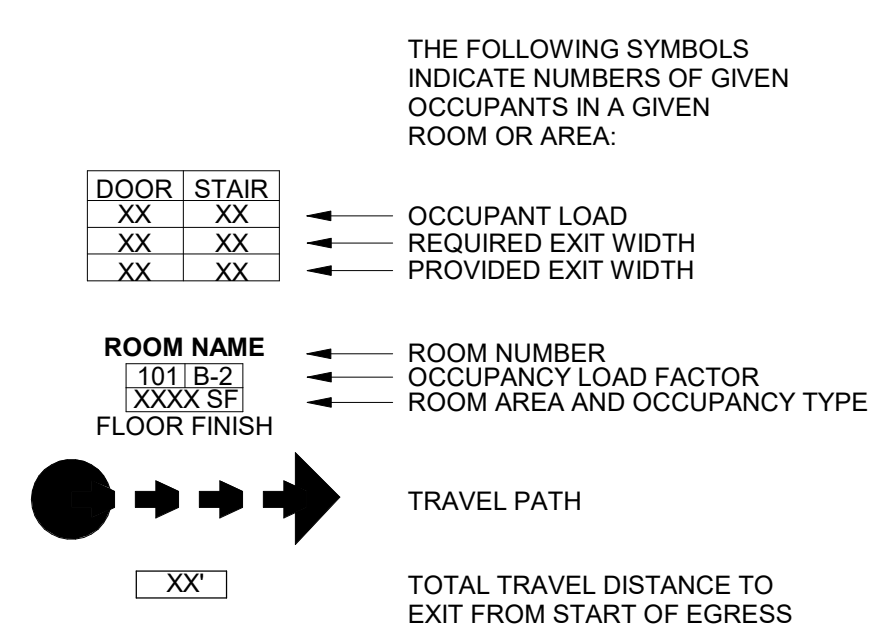 THE FOLLOWING SYMBOLS
INDICATE NUMBERS OF GIVEN
OCCUPANTS IN A GIVEN
ROOM OR AREA:
DOOR STAIR
XX XX OCCUPANT LOAD
XX XX REQUIRED EXIT WIDTH
XX XX PROVIDED EXIT WIDTH
ROOM NAME ROOM NUMBER
101 B-2 OCCUPANCY LOAD FACTOR
XXXX SF ROOM AREA AND OCCUPANCY TYPE
FLOOR FINISH
TRAVEL PATH
XX' TOTAL TRAVEL DISTANCE TO
EXIT FROM START OF EGRESS